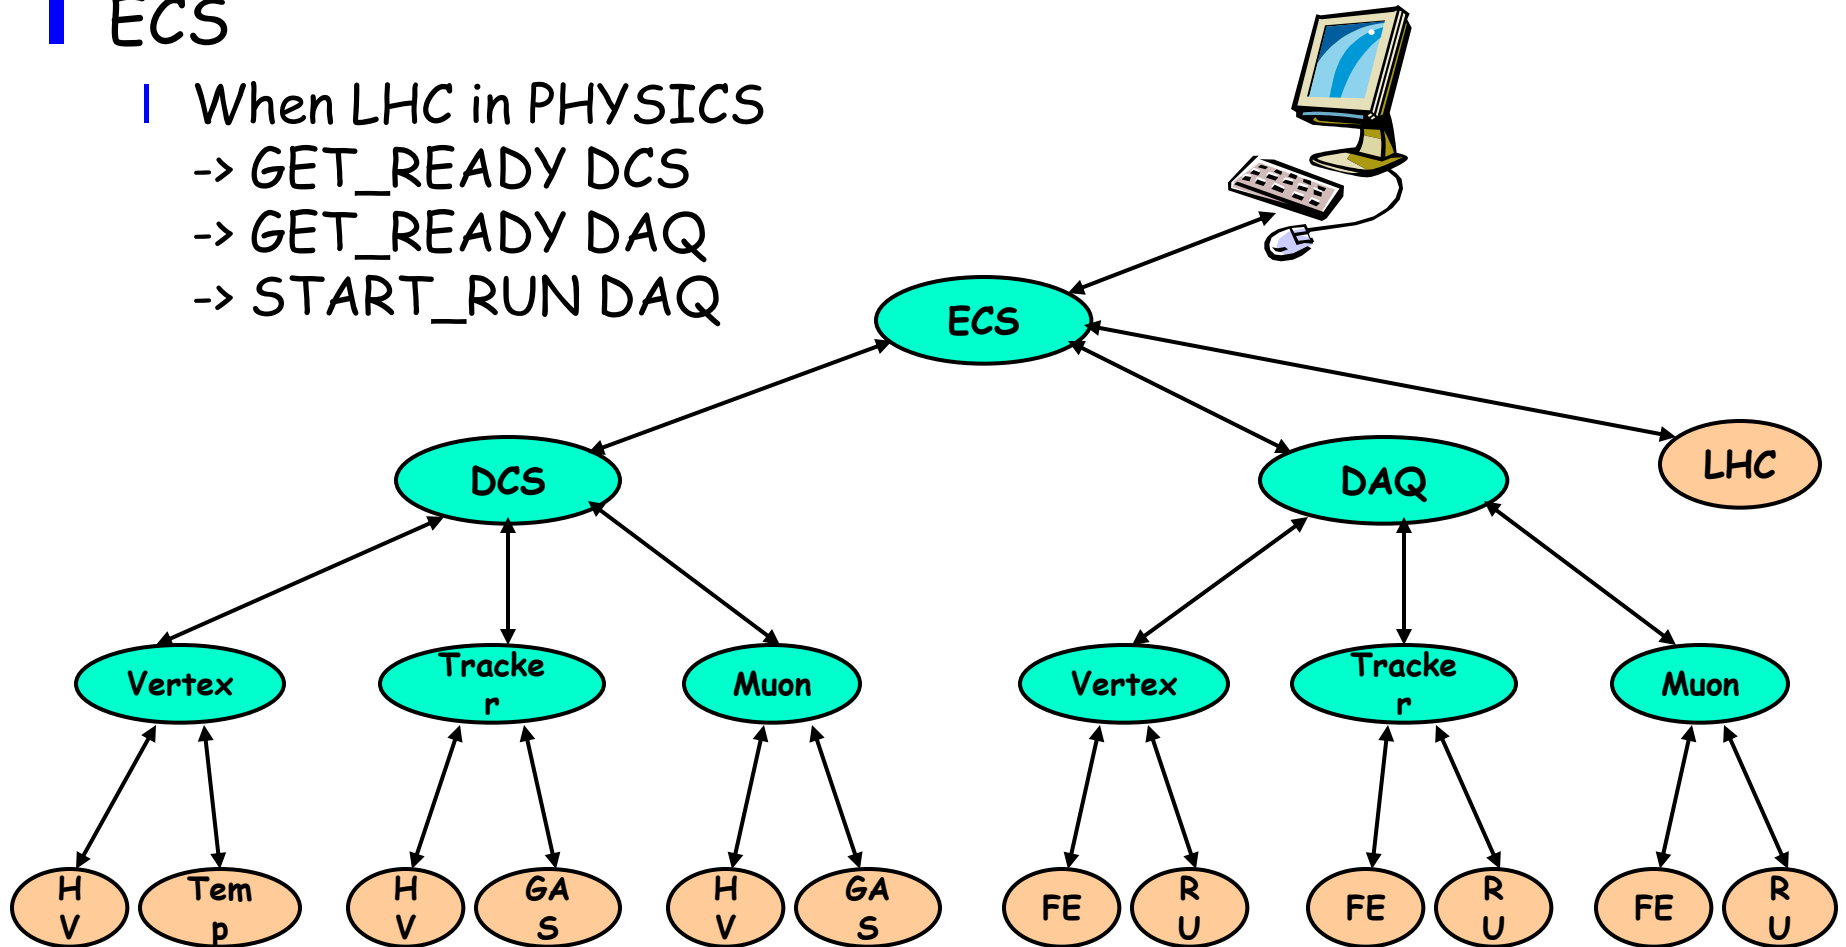 ECS
When LHC in PHYSICS
-> GET_READY DCS
-> GET_READY DAQ
-> START_RUN DAQ
ECS
LHC
DCS
DAQ
Vertex
Tracke
r
Muon
Vertex
Tracke
r
Muon
H
V
Tem
p
H
V
GA
S
H
V
GA
S
FE
R
U
FE
R
U
FE
R
U